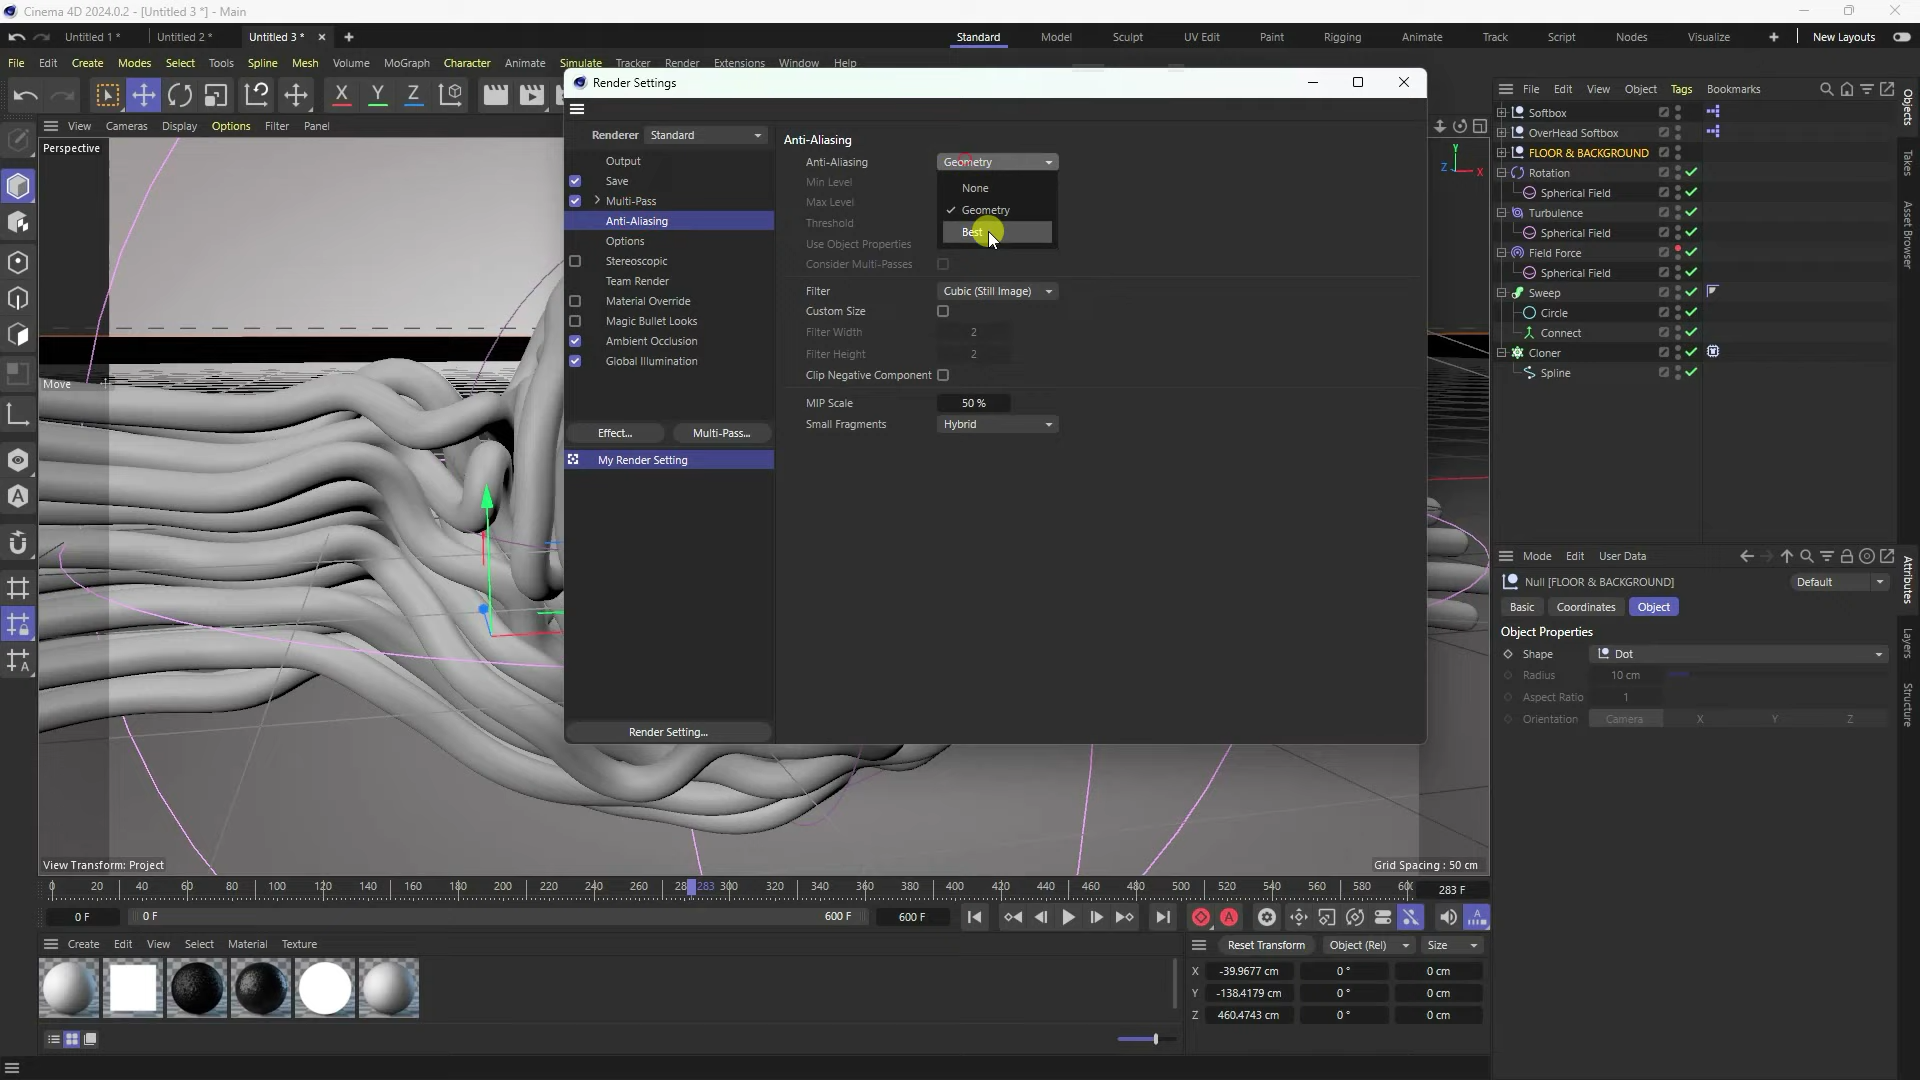 Cinema 4D 2024.0.2 - [Untitled 3 *] - Main
Untitled 1 *
Untitled 2 *
Untitled 3 *
Standard
Model
Sculpt
UV Edit
Paint
Rigging
Animate
Track
Script
Nodes
Visualize
New Layouts
File Edit Create Modes Select Tools Spline Mesh Volume MoGraph Character Animate Simulate Tracker Render Extensions Window Help
X Y Z
View Cameras Display Options Filter Panel
Perspective
Move
View Transform: Project
Grid Spacing : 50 cm
Render Settings
Renderer Standard
Output
Save
Multi-Pass
Anti-Aliasing
Options
Stereoscopic
Team Render
Material Override
Magic Bullet Looks
Ambient Occlusion
Global Illumination
Effect...
Multi-Pass...
My Render Setting
Render Setting...
Anti-Aliasing
Anti-Aliasing Geometry
None
Geometry
Best
Min Level
Max Level
Threshold
Use Object Properties
Consider Multi-Passes
Filter Cubic (Still Image)
Custom Size
Filter Width 2
Filter Height 2
Clip Negative Component
MIP Scale 50 %
Small Fragments Hybrid
Y
Z
X
File Edit View Object Tags Bookmarks
Softbox
OverHead Softbox
FLOOR & BACKGROUND
Rotation
Spherical Field
Turbulence
Spherical Field
Field Force
Spherical Field
Sweep
Circle
Connect
Cloner
Spline
Objects
Takes
Asset Browser
Attributes
Layers
Structure
Mode Edit User Data
Null [FLOOR & BACKGROUND]
Default
Basic Coordinates Object
Object Properties
Shape Dot
Radius 10 cm
Aspect Ratio 1
Orientation Camera X Y Z
0 20 40 60 80 100 120 140 160 180 200 220 240 260 28 283 300 320 340 360 380 400 420 440 460 480 500 520 540 560 580 60
283 F
0 F
0 F
600 F
600 F
Create Edit View Select Material Texture
Reset Transform
Object (Rel)
Size
X -39.9677 cm 0 ° 0 cm
Y -138.4179 cm 0 ° 0 cm
Z 460.4743 cm 0 ° 0 cm